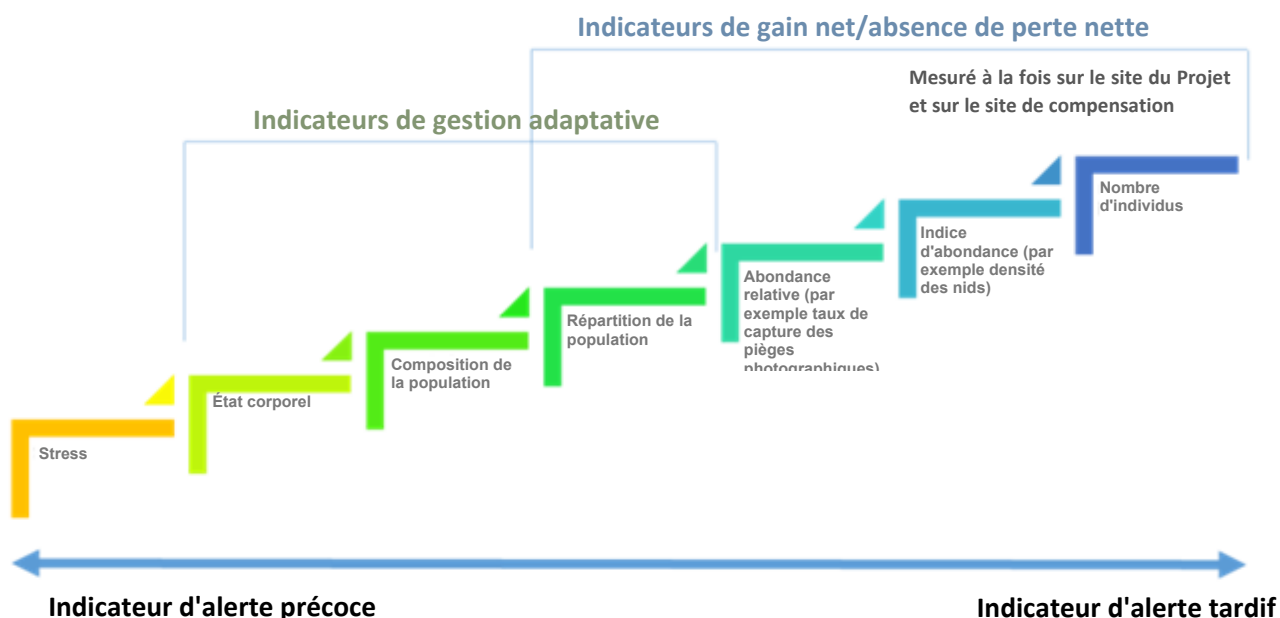 Indicateurs de gain net/absence de perte nette
Mesuré à la fois sur le site du Projet
et sur le site de compensation
Indicateurs de gestion adaptative
Nombre
d'individus
Indice
d'abondance (par
exemple densité
des nids)
Abondance
relative (par
exemple taux de
capture des
pièges
photographiques)
Répartition de la
population
Composition de
la population
État corporel
Stress
Indicateur d'alerte précoce
Indicateur d'alerte tardif